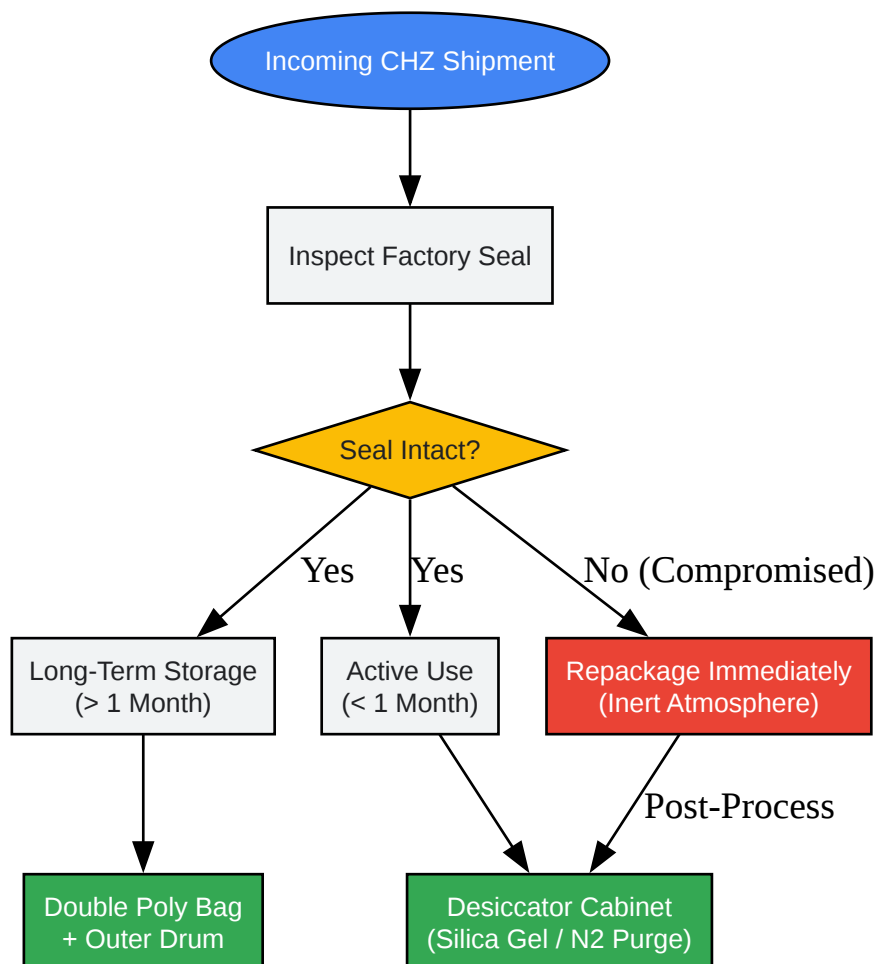 Incoming CHZ Shipment
Inspect Factory Seal
Seal Intact?
Yes
Yes
No (Compromised)
Long-Term Storage
(> 1 Month)
Active Use
(< 1 Month)
Repackage Immediately
(Inert Atmosphere)
Post-Process
Double Poly Bag
+ Outer Drum
Desiccator Cabinet
(Silica Gel / N2 Purge)